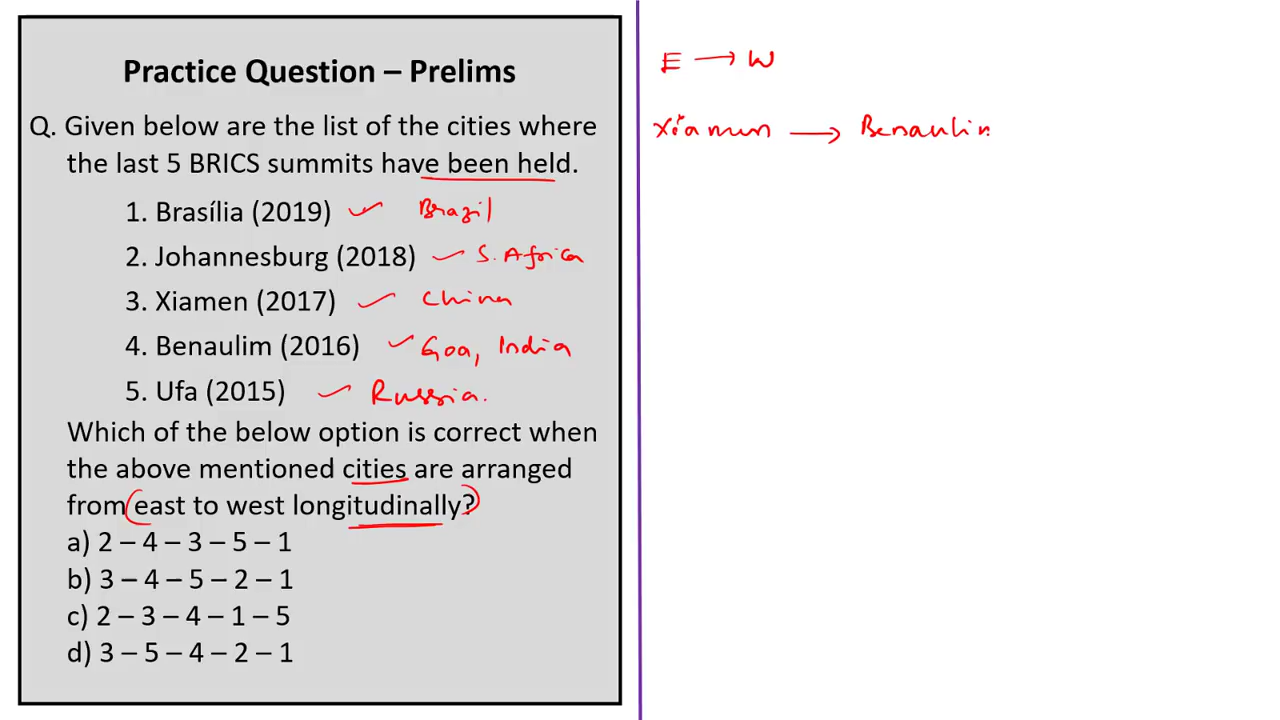 Practice Question – Prelims
Q. Given below are the list of the cities where
the last 5 BRICS summits have been held.
1. Brasília (2019) Brazil
2. Johannesburg (2018) S. Africa
3. Xiamen (2017) China
4. Benaulim (2016) Goa, India
5. Ufa (2015) Russia.
Which of the below option is correct when
the above mentioned cities are arranged
from east to west longitudinally?
a) 2 – 4 – 3 – 5 – 1
b) 3 – 4 – 5 – 2 – 1
c) 2 – 3 – 4 – 1 – 5
d) 3 – 5 – 4 – 2 – 1
E → W
Xiamen → Benaulim